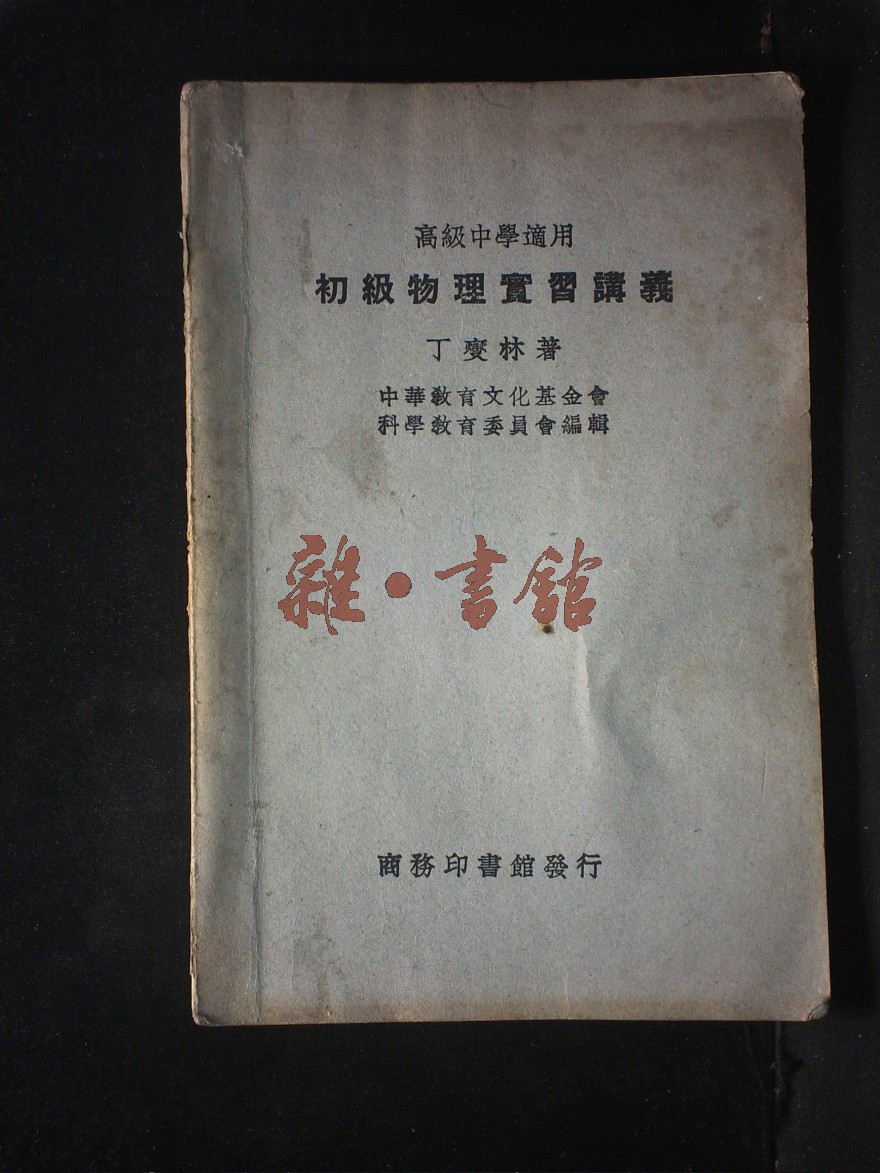 高級中學適用
初級物理實習講義
丁燮林著
中華教育文化基金會
科學教育委員會編輯
雜·書館
商務印書館發行